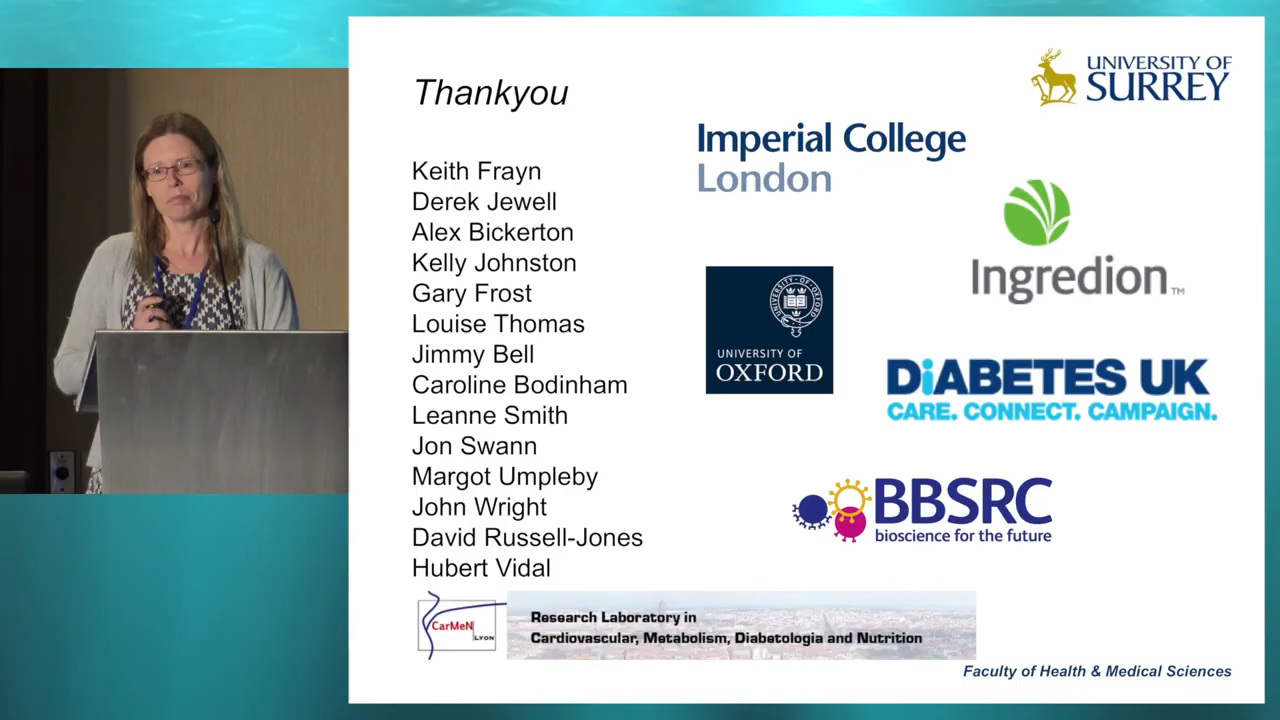 Thankyou
UNIVERSITY OF
SURREY
Imperial College
London
Keith Frayn
Derek Jewell
Alex Bickerton
Kelly Johnston
Gary Frost
Louise Thomas
Jimmy Bell
Caroline Bodinham
Leanne Smith
Jon Swann
Margot Umpleby
John Wright
David Russell-Jones
Hubert Vidal
Ingredion TM
UNIVERSITY OF
OXFORD
DiABETES UK
CARE. CONNECT. CAMPAIGN.
BBSRC
bioscience for the future
CarMeN
LYON
Research Laboratory in
Cardiovascular, Metabolism, Diabetologia and Nutrition
Faculty of Health & Medical Sciences